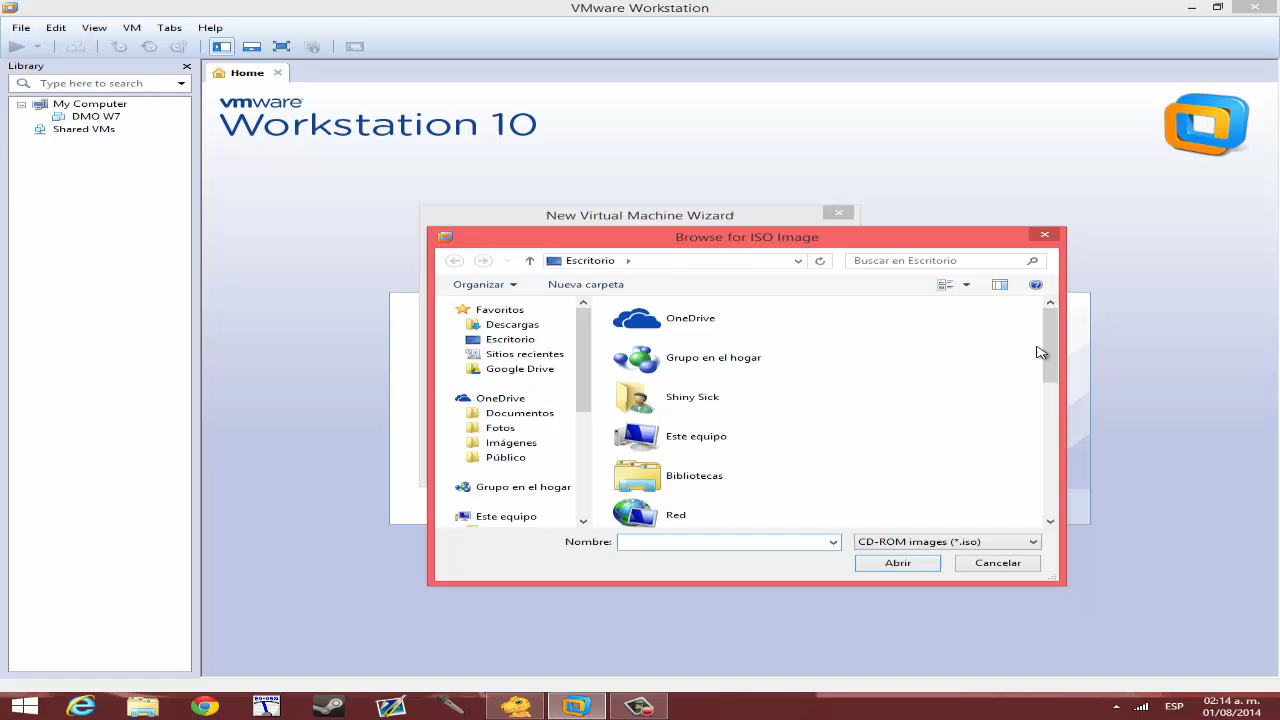 VMware Workstation
File Edit View VM Tabs Help
Library
Type here to search
My Computer
DMO W7
Shared VMs
Home
vmware
Workstation 10
New Virtual Machine Wizard
Browse for ISO Image
Escritorio
Buscar en Escritorio
Organizar Nueva carpeta
Favoritos
Descargas
Escritorio
Sitios recientes
Google Drive
OneDrive
Documentos
Fotos
Imágenes
Público
Grupo en el hogar
Este equipo
OneDrive
Grupo en el hogar
Shiny Sick
Este equipo
Bibliotecas
Red
Nombre:
CD-ROM images (*.iso)
Abrir Cancelar
ESP
02:14 a. m.
01/08/2014